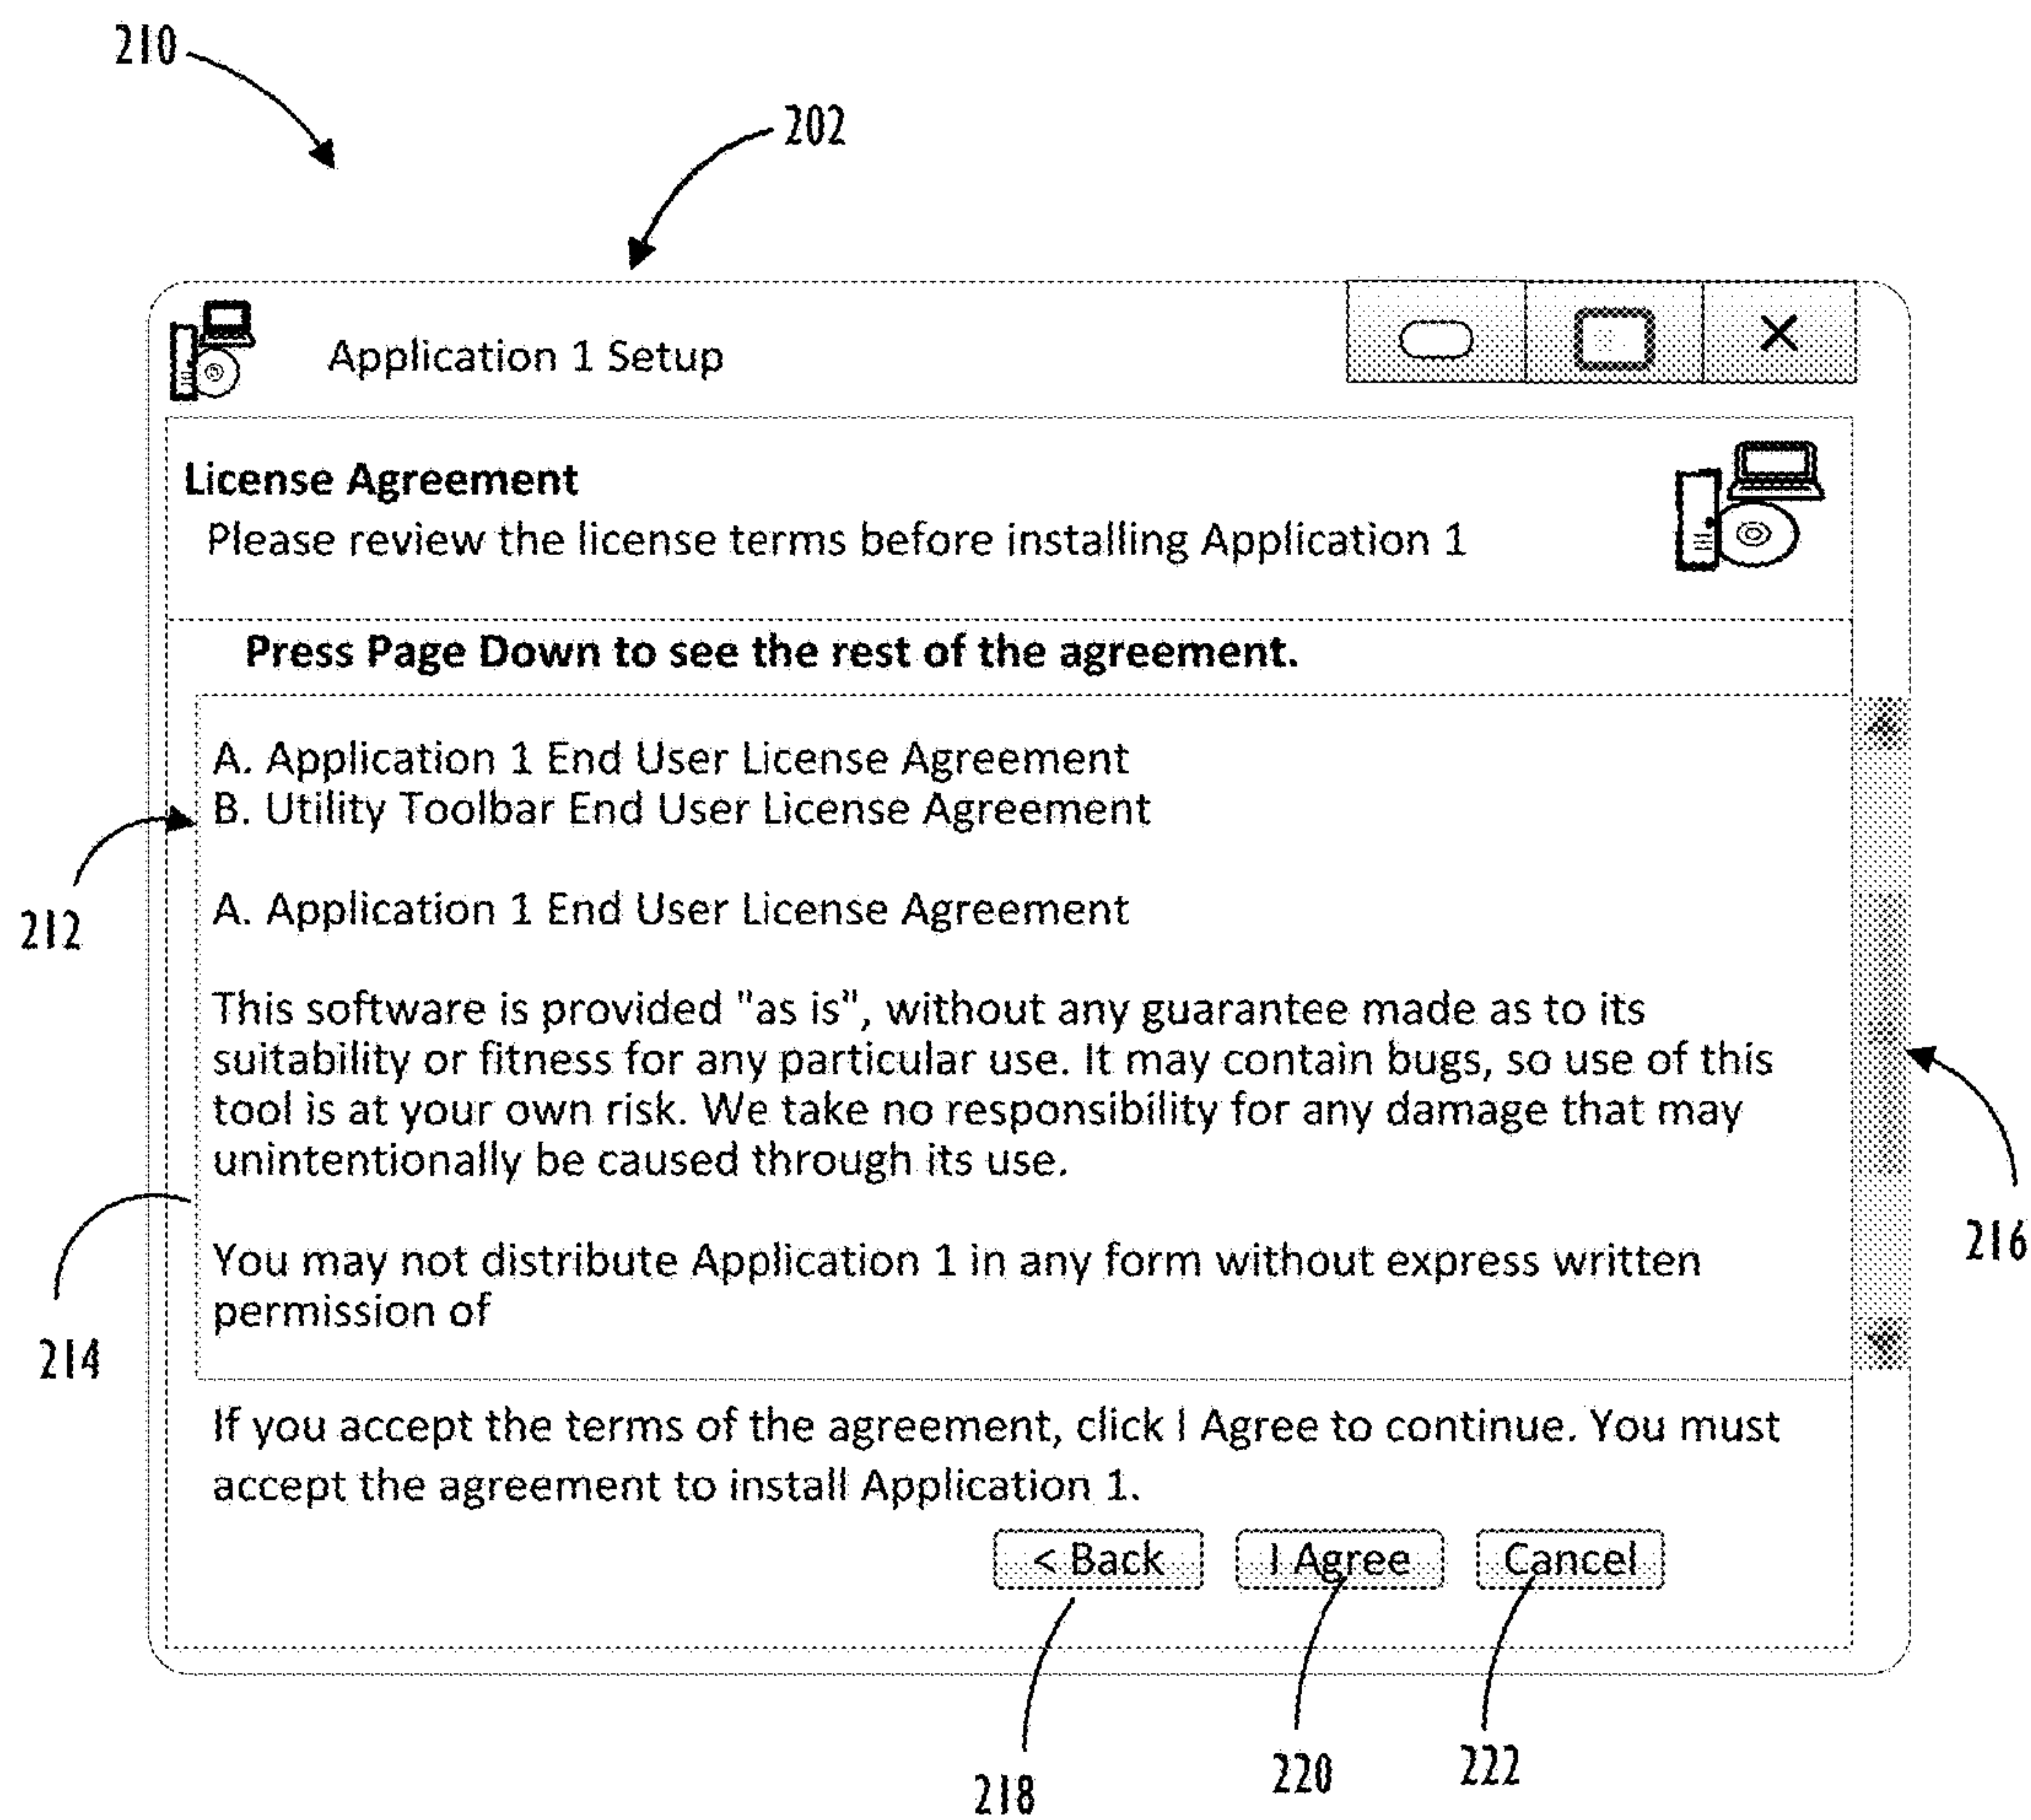 210
202
Application 1 Setup
License Agreement
Please review the license terms before installing Application 1
Press Page Down to see the rest of the agreement.
A. Application 1 End User License Agreement
B. Utility Toolbar End User License Agreement
212
A. Application 1 End User License Agreement
This software is provided "as is", without any guarantee made as to its
suitability or fitness for any particular use. It may contain bugs, so use of this
tool is at your own risk. We take no responsibility for any damage that may
unintentionally be caused through its use.
216
You may not distribute Application 1 in any form without express written
permission of
214
If you accept the terms of the agreement, click I Agree to continue. You must
accept the agreement to install Application 1.
< Back I Agree Cancel
218 220 222